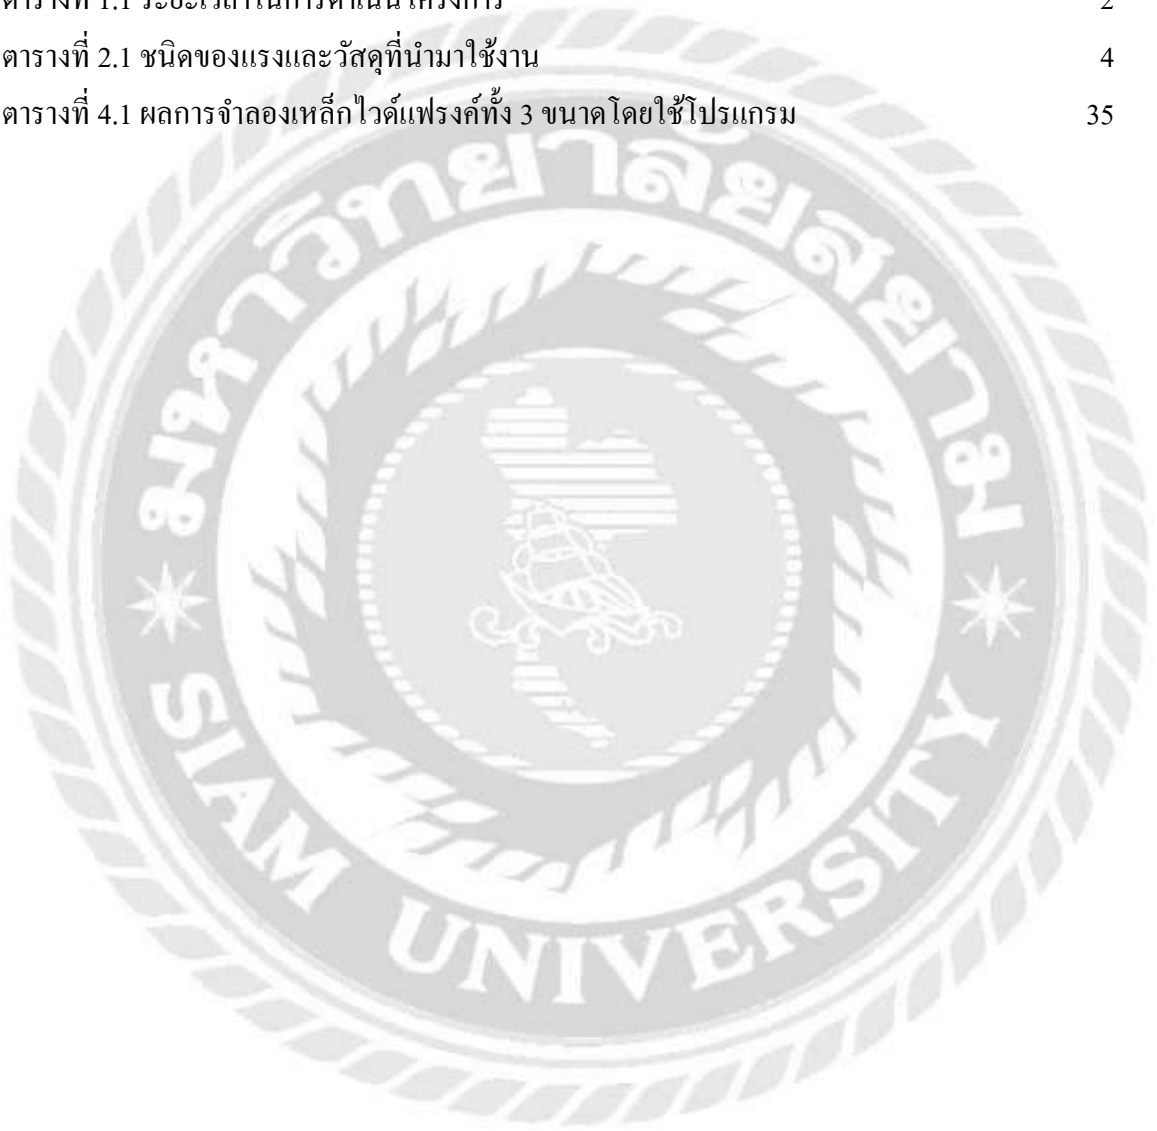 ตารางที่ 1.1 ระยะเวลาในการดำเนินโครงการ 2
ตารางที่ 2.1 ชนิดของแรงและวัสดุที่นำมาใช้งาน 4
ตารางที่ 4.1 ผลการจำลองเหล็กไวด์แฟรงค์ทั้ง 3 ขนาดโดยใช้โปรแกรม 35
มหาวิทยาลัยสยาม
SIAM UNIVERSITY